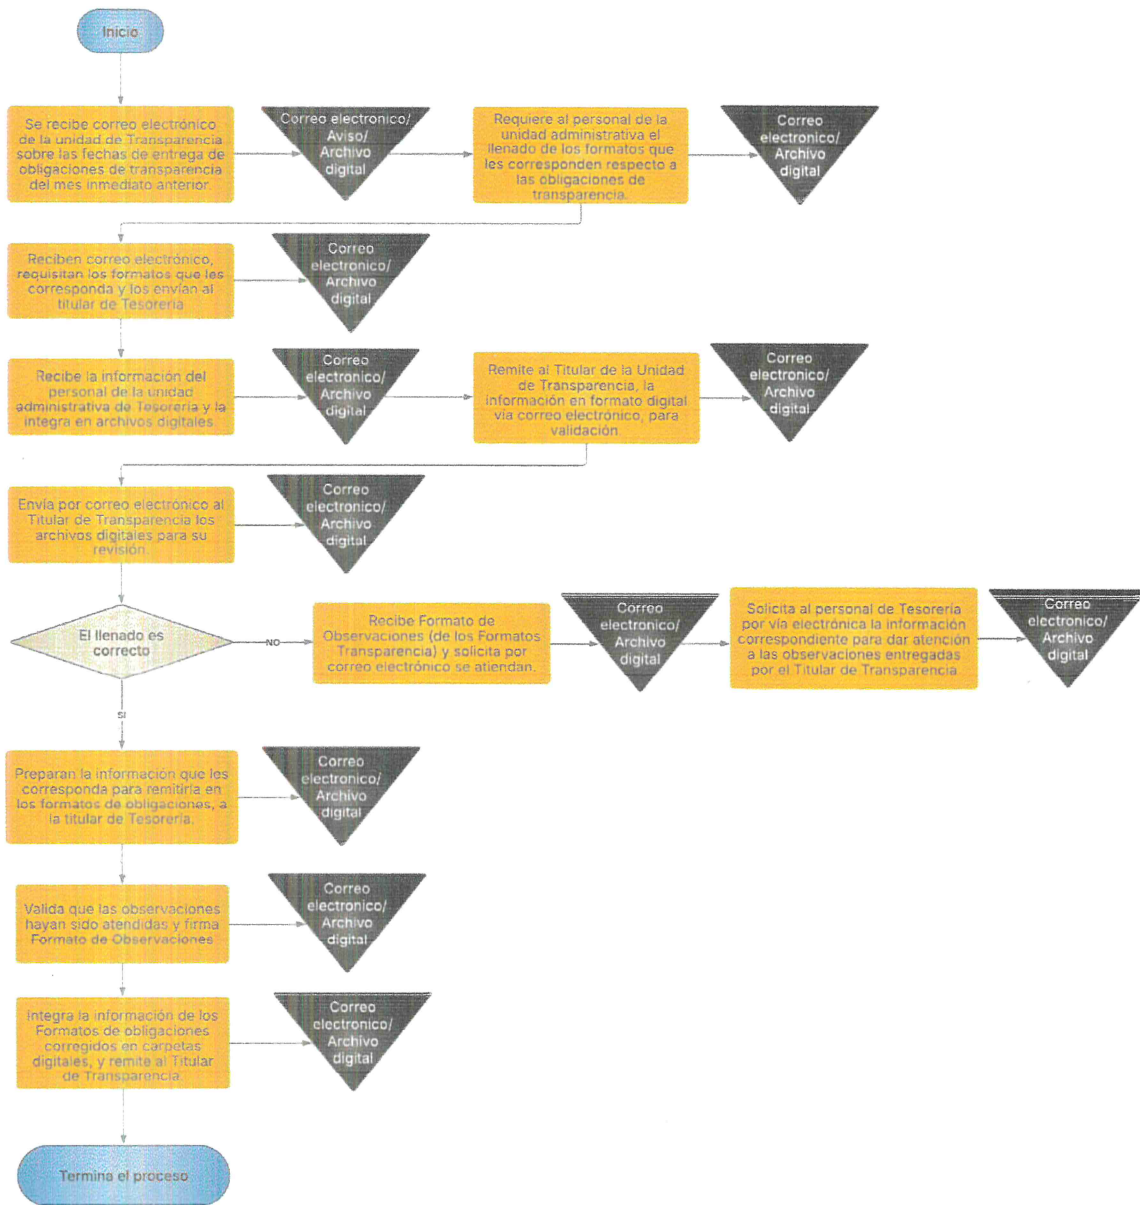 Inicio
Se recibe correo electrónico
de la unidad de Transparencia
sobre las fechas de entrega de
obligaciones de transparencia
del mes inmediato anterior.
Correo electronico/
Aviso/
Archivo
digital
Requiere al personal de la
unidad administrativa el
llenado de los formatos que
les corresponden respecto a
las obligaciones de
transparencia.
Correo
electronico/
Archivo
digital
Reciben correo electrónico,
requisitan los formatos que les
corresponda y los envían al
titular de Tesorería
Correo
electronico/
Archivo
digital
Recibe la información del
personal de la unidad
administrativa de Tesorería y la
integra en archivos digitales
Correo
electronico/
Archivo
digital
Remite al Titular de la Unidad
de Transparencia, la
información en formato digital
vía correo electrónico, para
validación
Correo
electronico/
Archivo
digital
Envía por correo electrónico al
Titular de Transparencia los
archivos digitales para su
revisión.
Correo
electronico/
Archivo
digital
El llenado es
correcto
NO
Recibe Formato de
Observaciones (de los Formatos
Transparencia) y solicita por
correo electrónico se atiendan.
Correo
electronico/
Archivo
digital
Solicita al personal de Tesorería
por vía electrónica la información
correspondiente para dar atención
a las observaciones entregadas
por el Titular de Transparencia
Correo
electronico/
Archivo
digital
SI
Preparan la información que les
corresponda para remitirla en
los formatos de obligaciones, a
la titular de Tesorería.
Correo
electronico/
Archivo
digital
Valida que las observaciones
hayan sido atendidas y firma
Formato de Observaciones
Correo
electronico/
Archivo
digital
Integra la información de los
Formatos de obligaciones
corregidos en carpetas
digitales, y remite al Titular
de Transparencia.
Correo
electronico/
Archivo
digital
Termina el proceso